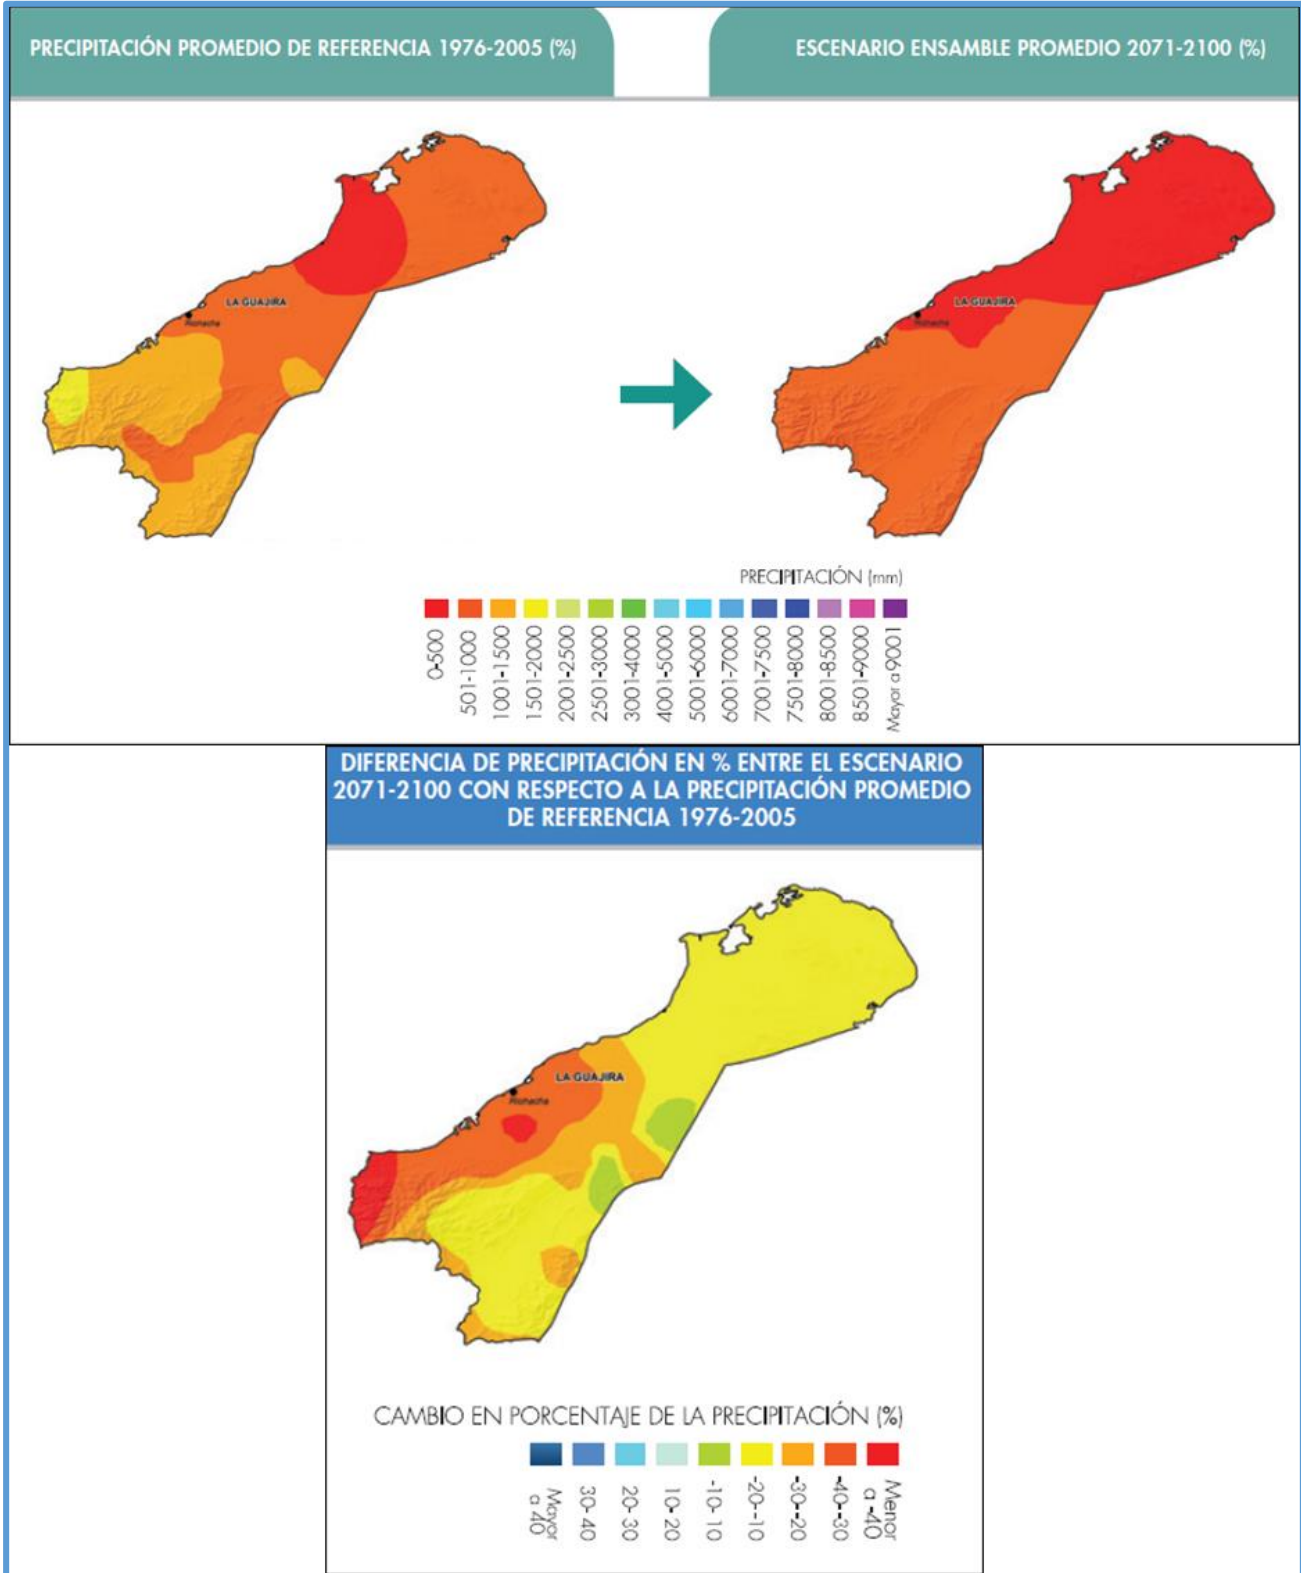 PRECIPITACIÓN PROMEDIO DE REFERENCIA 1976-2005 (%)
ESCENARIO ENSAMBLE PROMEDIO 2071-2100 (%)
LA GUAJIRA
Riohacha
LA GUAJIRA
Riohacha
PRECIPITACIÓN (mm)
0-500
501-1000
1001-1500
1501-2000
2001-2500
2501-3000
3001-4000
4001-5000
5001-6000
6001-7000
7001-7500
7501-8000
8001-8500
8501-9000
Mayor a 9001
DIFERENCIA DE PRECIPITACIÓN EN % ENTRE EL ESCENARIO
2071-2100 CON RESPECTO A LA PRECIPITACIÓN PROMEDIO
DE REFERENCIA 1976-2005
LA GUAJIRA
Riohacha
CAMBIO EN PORCENTAJE DE LA PRECIPITACIÓN (%)
Mayor
a 40
30-40
20-30
10-20
-10-10
-20--10
-30--20
-40--30
Menor
a -40